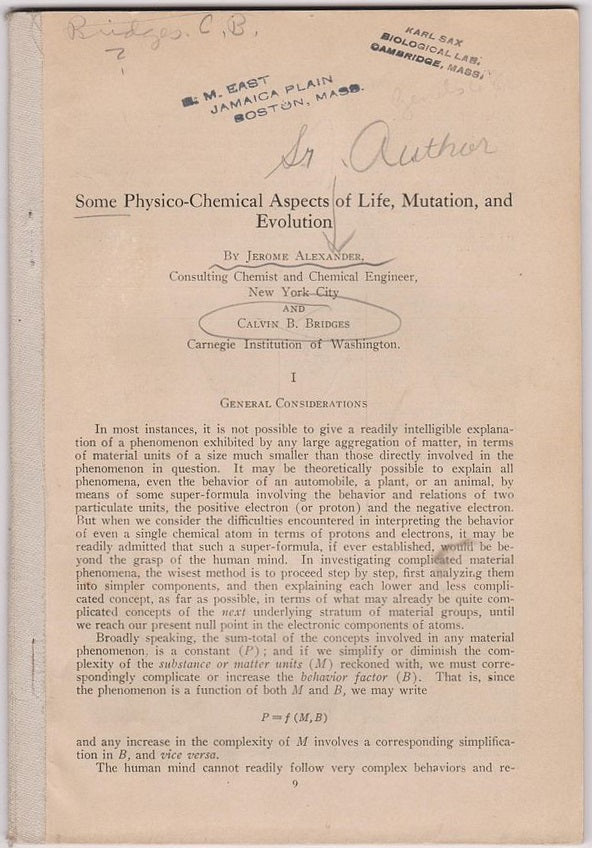 Bridges. C, B,
?
KARL SAX
BIOLOGICAL LAB.
CAMBRIDGE, MASS.
E. M. EAST
JAMAICA PLAIN
BOSTON, MASS.
Sr. Author
Some Physico-Chemical Aspects of Life, Mutation, and
Evolution
By Jerome Alexander,
Consulting Chemist and Chemical Engineer,
New York City
AND
Calvin B. Bridges
Carnegie Institution of Washington.
I
General Considerations
In most instances, it is not possible to give a readily intelligible explana-
tion of a phenomenon exhibited by any large aggregation of matter, in terms
of material units of a size much smaller than those directly involved in the
phenomenon in question. It may be theoretically possible to explain all
phenomena, even the behavior of an automobile, a plant, or an animal, by
means of some super-formula involving the behavior and relations of two
particulate units, the positive electron (or proton) and the negative electron.
But when we consider the difficulties encountered in interpreting the behavior
of even a single chemical atom in terms of protons and electrons, it may be
readily admitted that such a super-formula, if ever established, would be be-
yond the grasp of the human mind. In investigating complicated material
phenomena, the wisest method is to proceed step by step, first analyzing them
into simpler components, and then explaining each lower and less compli-
cated concept, as far as possible, in terms of what may already be quite com-
plicated concepts of the next underlying stratum of material groups, until
we reach our present null point in the electronic components of atoms.
Broadly speaking, the sum-total of the concepts involved in any material
phenomenon, is a constant (P); and if we simplify or diminish the com-
plexity of the substance or matter units (M) reckoned with, we must corre-
spondingly complicate or increase the behavior factor (B). That is, since
the phenomenon is a function of both M and B, we may write
P=f (M,B)
and any increase in the complexity of M involves a corresponding simplifica-
tion in B, and vice versa.
The human mind cannot readily follow very complex behaviors and re-
9